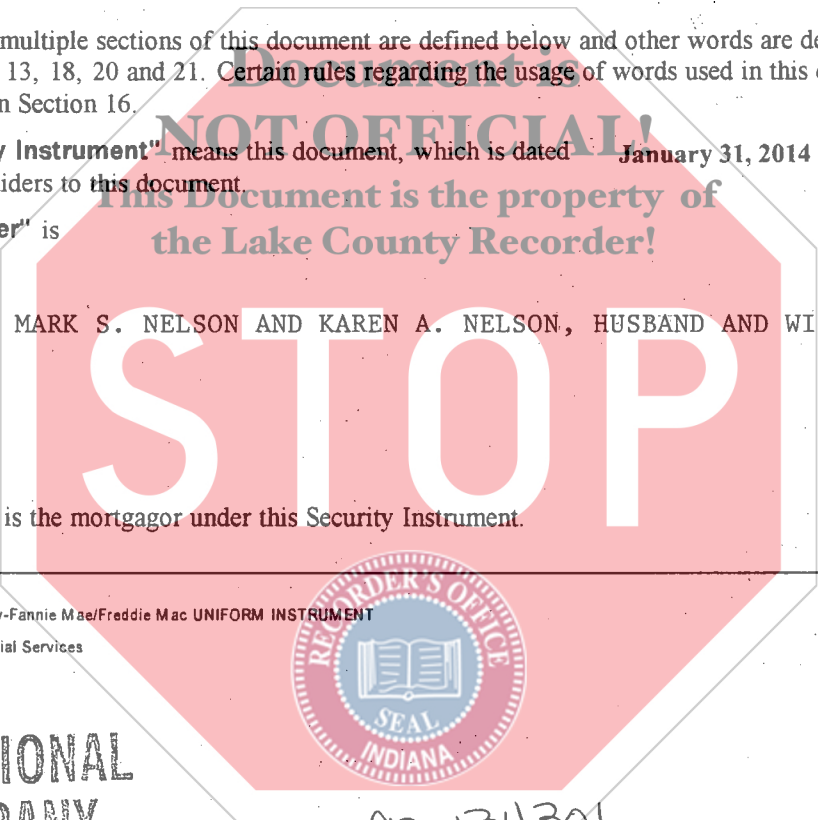 multiple sections of this document are defined below and other words are de
Document is
13, 18, 20 and 21. Certain rules regarding the usage of words used in this
n Section 16.
NOT OFFICIAL!
y Instrument" means this document, which is dated January 31, 2014
iders to this document.
This Document is the property of
er" is
the Lake County Recorder!
MARK S. NELSON AND KAREN A. NELSON, HUSBAND AND WI
STOP
is the mortgagor under this Security Instrument.
y-Fannie Mae/Freddie Mac UNIFORM INSTRUMENT
ial Services
RECORDER'S OFFICE
SEAL
INDIANA
IONAL
PANY